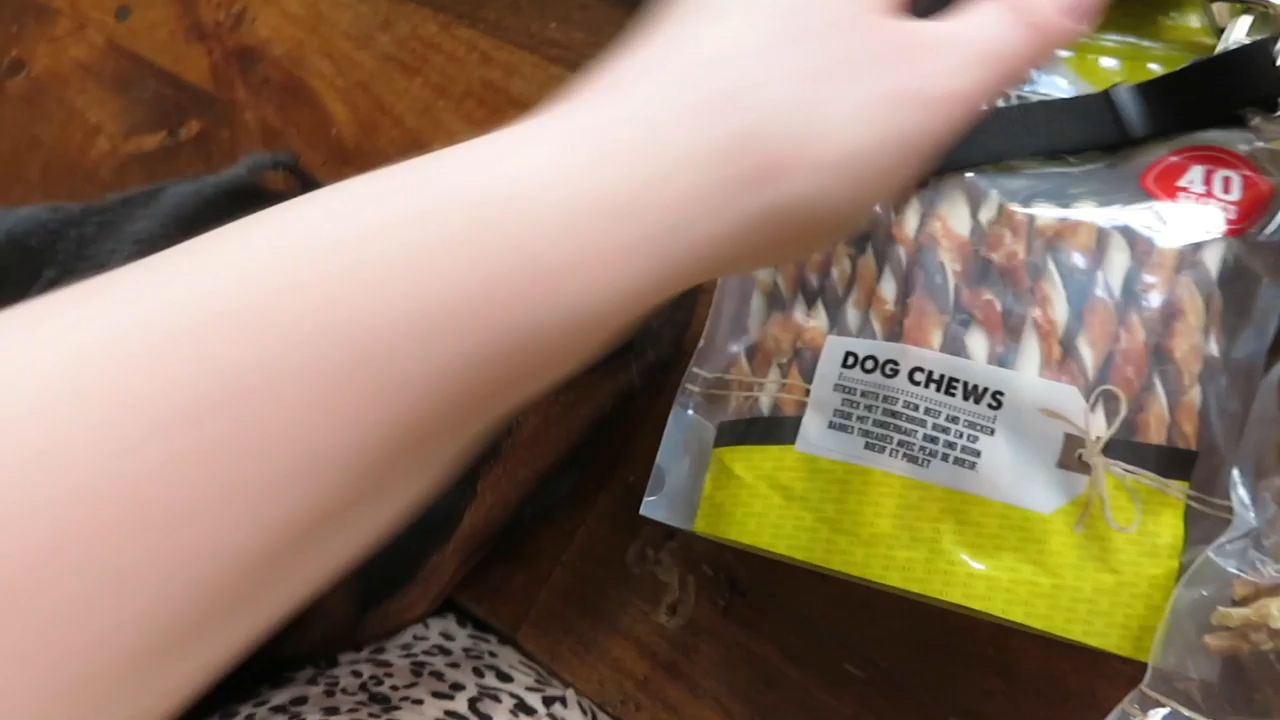 40
DOG CHEWS
STICKS WITH BEEF SKIN, BEEF AND CHICKEN
STICK MET RUNDERHUID, RUND EN KIP
STÄBE MIT RINDERHAUT, RIND UND HUHN
BARRES TORSADÉES AVEC PEAU DE BOEUF,
BOEUF ET POULET